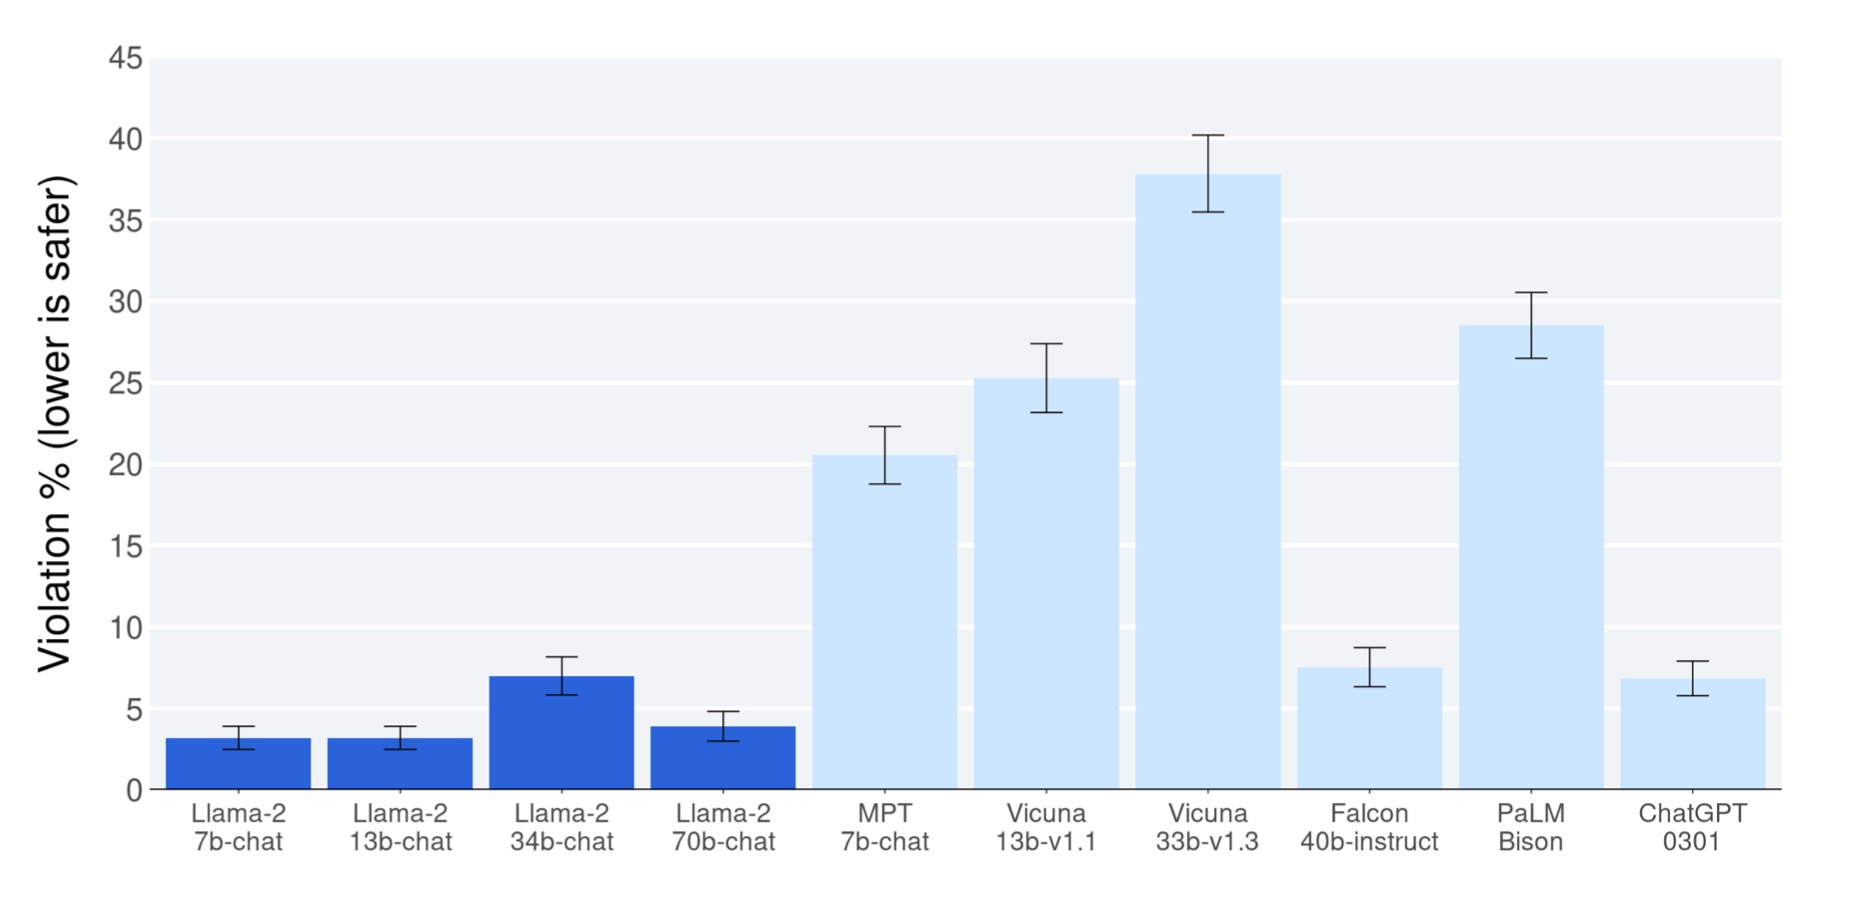 Violation % (lower is safer)
45
40
35
30
25
20
15
10
5
0
Llama-2 7b-chat
Llama-2 13b-chat
Llama-2 34b-chat
Llama-2 70b-chat
MPT 7b-chat
Vicuna 13b-v1.1
Vicuna 33b-v1.3
Falcon 40b-instruct
PaLM Bison
ChatGPT 0301